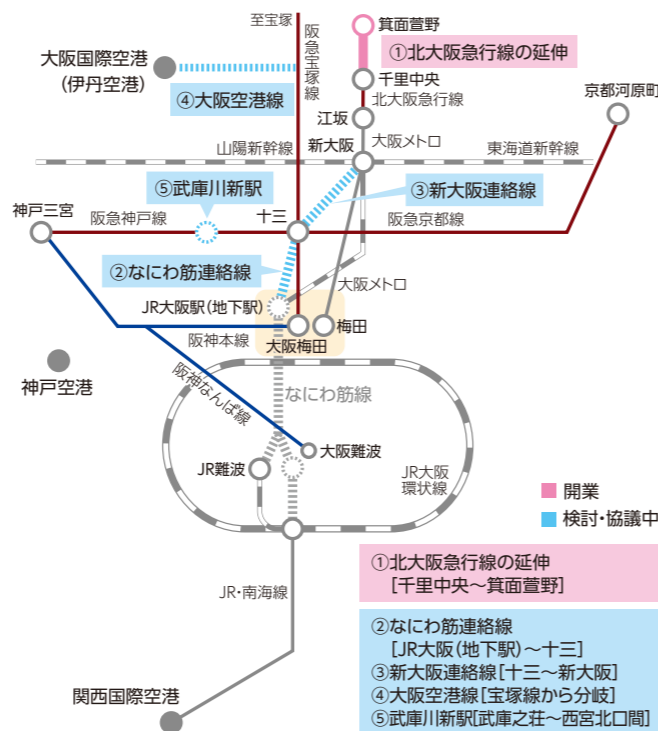 至宝塚
箕面萱野
①北大阪急行線の延伸
大阪国際空港
(伊丹空港)
阪急宝塚線
千里中央
北大阪急行線
④大阪空港線
京都河原町
江坂
新大阪
大阪メトロ
山陽新幹線
東海道新幹線
⑤武庫川新駅
③新大阪連絡線
神戸三宮
阪急神戸線
十三
阪急京都線
②なにわ筋連絡線
大阪メトロ
JR大阪駅(地下駅)
梅田
大阪梅田
阪神本線
神戸空港
阪神なんば線
なにわ筋線
大阪難波
JR難波
JR大阪
環状線
開業
検討・協議中
JR・南海線
関西国際空港
①北大阪急行線の延伸
[千里中央~箕面萱野]
②なにわ筋連絡線
[JR大阪(地下駅)~十三]
③新大阪連絡線[十三~新大阪]
④大阪空港線[宝塚線から分岐]
⑤武庫川新駅[武庫之荘~西宮北口間]